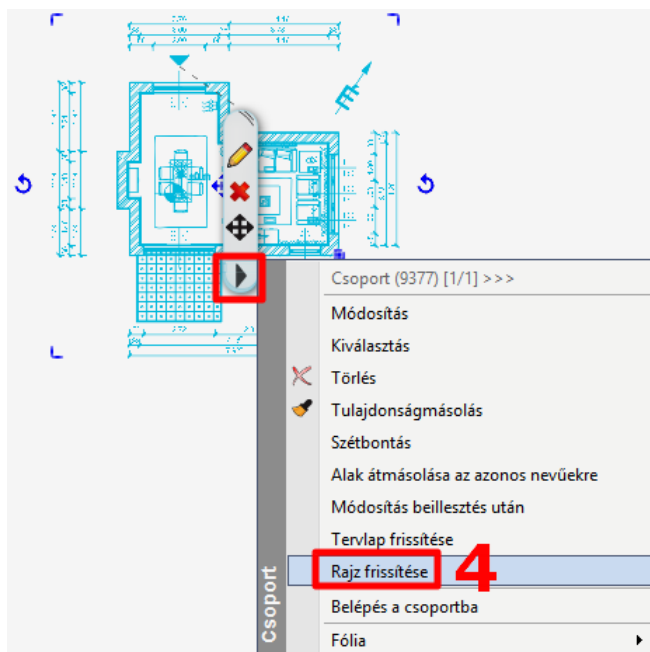 Csoport (9377) [1/1] >>>
Módosítás
Kiválasztás
Törlés
Tulajdonságmásolás
Szétbontás
Alak átmásolása az azonos nevűekre
Módosítás beillesztés után
Tervlap frissítése
Rajz frissítése 4
Belépés a csoportba
Fólia
Csoport